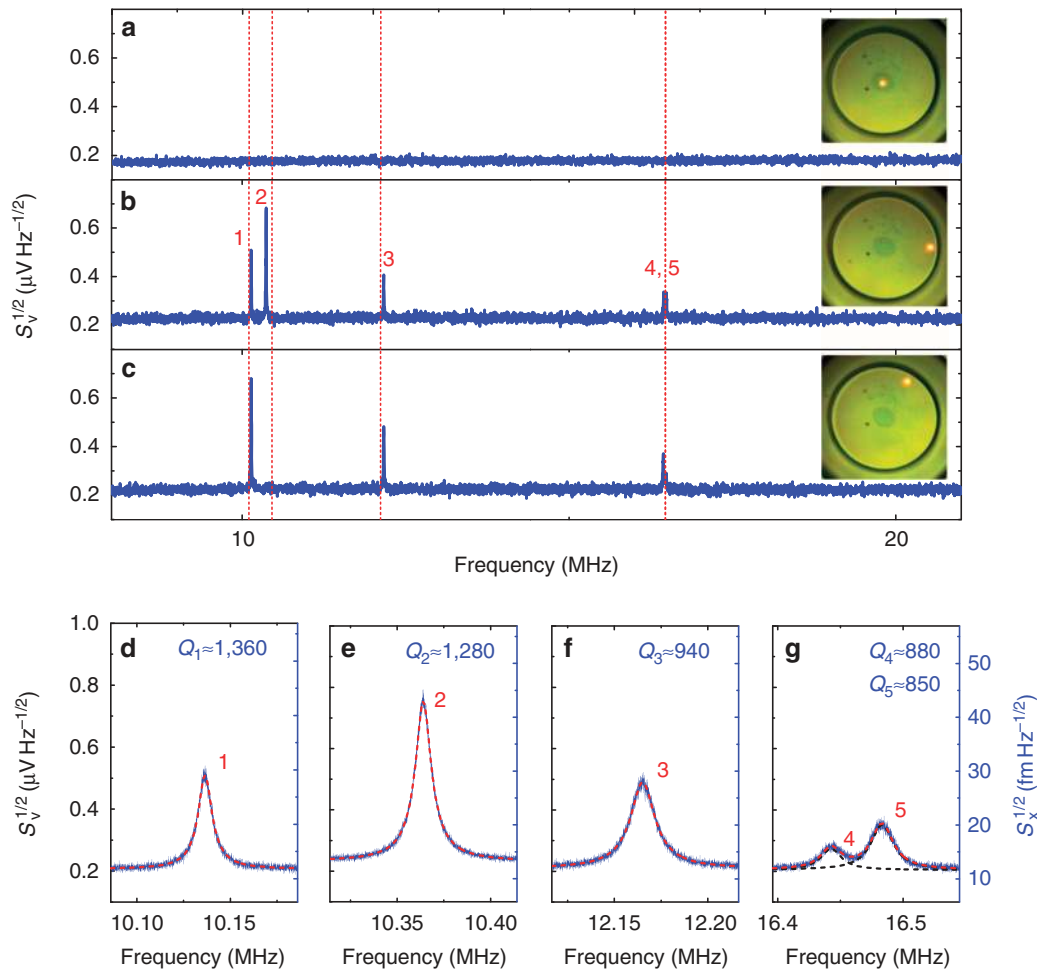 a
0.6
0.4
0.2
b
2
0.6
1
3
4, 5
0.4
0.2
c
0.6
0.4
0.2
S_v^{1/2} (μV Hz^{−1/2})
10
20
Frequency (MHz)
1.0
d
Q₁≈1,360
e
Q₂≈1,280
f
Q₃≈940
g
Q₄≈880
Q₅≈850
50
0.8
2
40
0.6
1
3
30
5
0.4
4
20
0.2
10
S_v^{1/2} (μV Hz^{−1/2})
S_x^{1/2} (fm Hz^{−1/2})
10.10
10.15
10.35
10.40
12.15
12.20
16.4
16.5
Frequency (MHz)
Frequency (MHz)
Frequency (MHz)
Frequency (MHz)